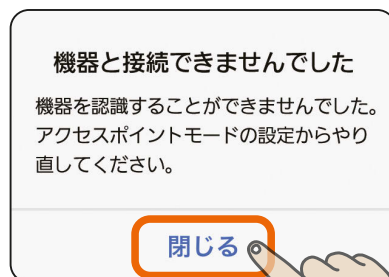 機器と接続できませんでした
機器を認識することができませんでした。
アクセスポイントモードの設定からやり
直してください。
閉じる